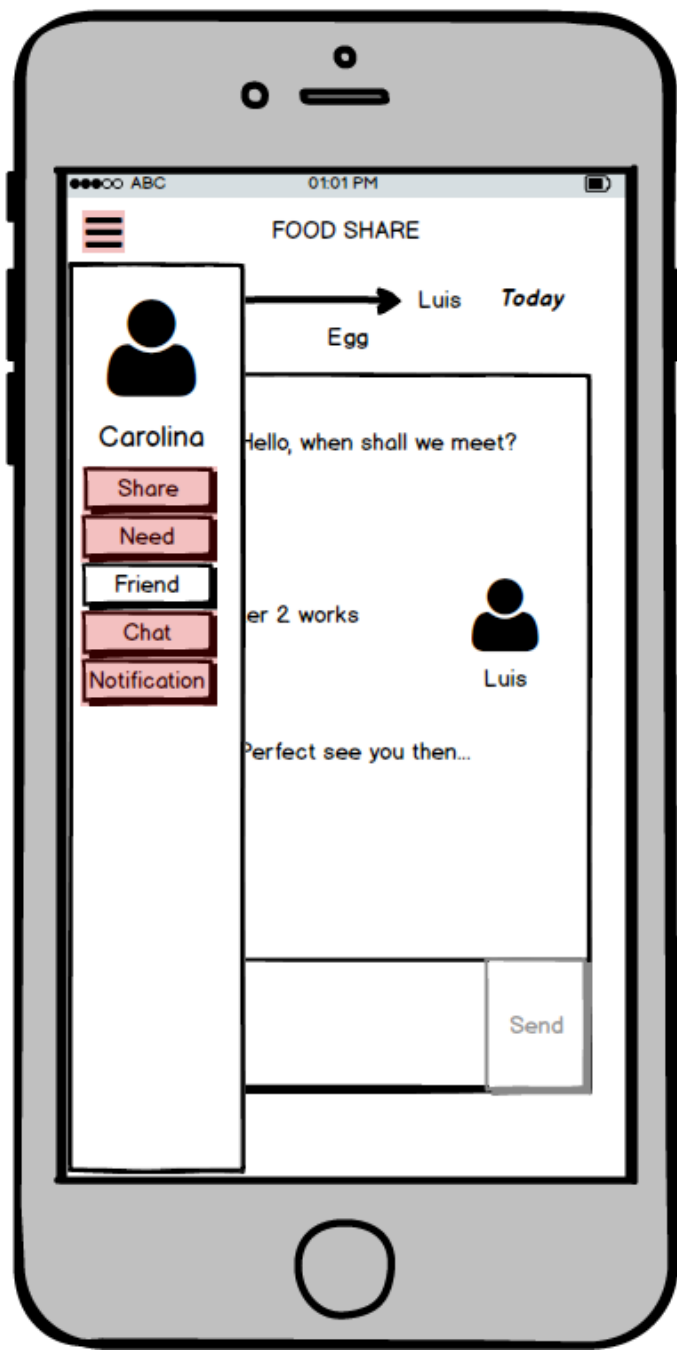 ABC 01:01 PM
FOOD SHARE
Luis Today
Egg
Carolina
Hello, when shall we meet?
Share
Need
Friend
er 2 works
Chat
Notification
Luis
Perfect see you then...
Send